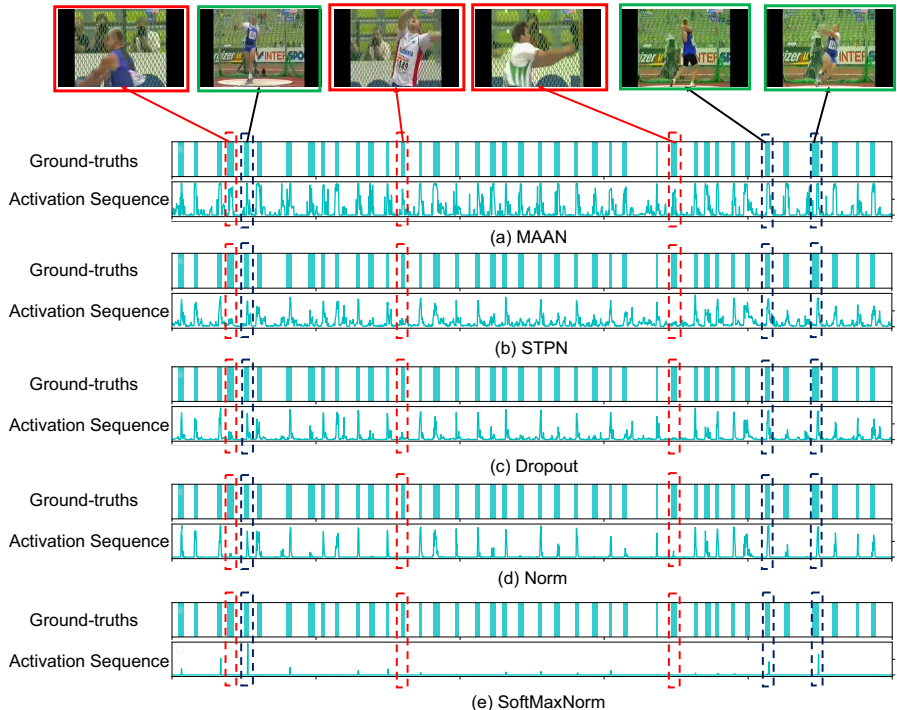 Ground-truths
Activation Sequence
(a) MAAN
Ground-truths
Activation Sequence
(b) STPN
Ground-truths
Activation Sequence
(c) Dropout
Ground-truths
Activation Sequence
(d) Norm
Ground-truths
Activation Sequence
(e) SoftMaxNorm